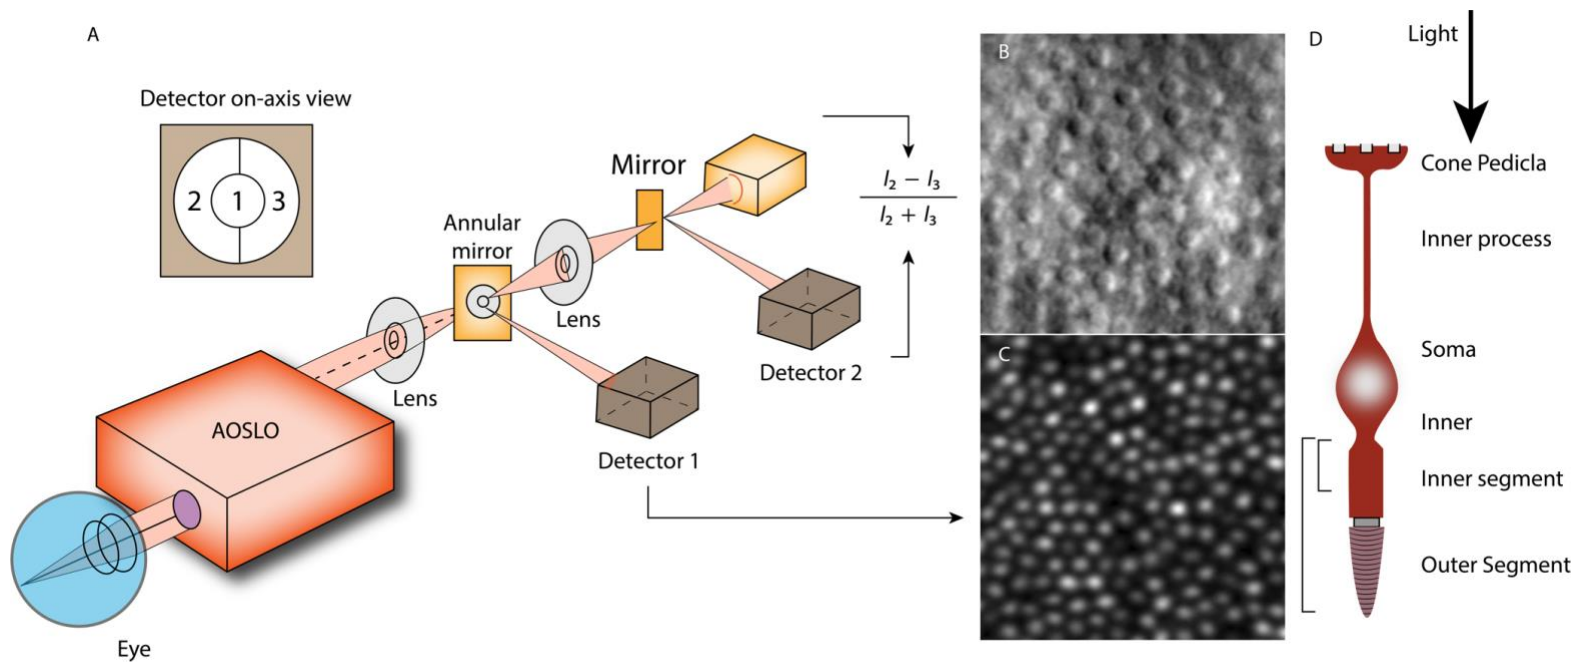 A
Detector on-axis view
2
1
3
Annular
mirror
Mirror
I₂ − I₃
I₂ + I₃
Lens
Lens
Detector 2
Detector 1
AOSLO
Eye
B
C
D
Light
Cone Pedicla
Inner process
Soma
Inner
Inner segment
Outer Segment